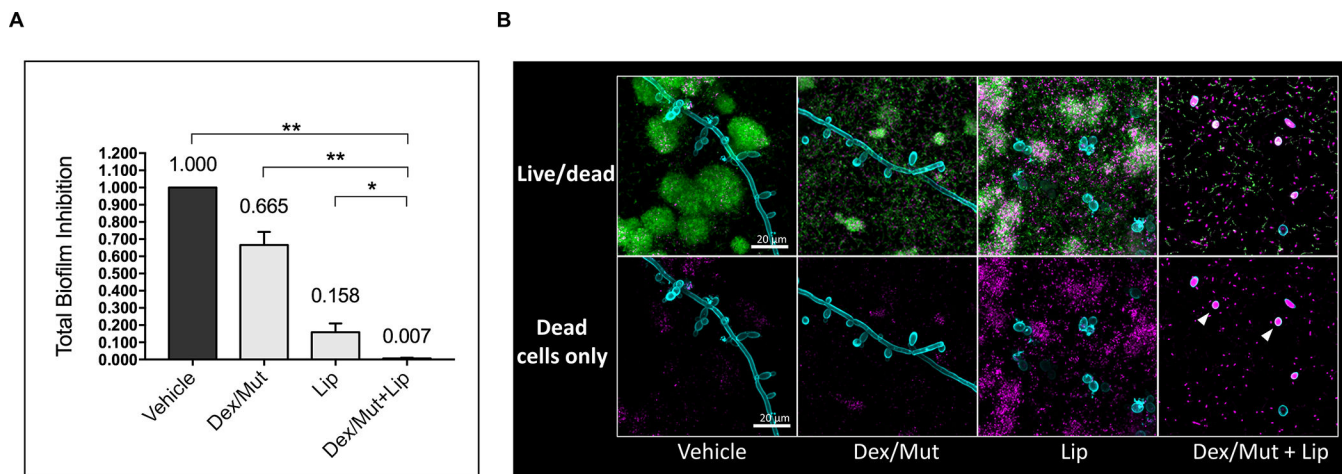 A
B
**
**
*
Total Biofilm Inhibition
1.200
1.100
1.000
0.900
0.800
0.700
0.600
0.500
0.400
0.300
0.200
0.100
0.000
1.000
0.665
0.158
0.007
Vehicle
Dex/Mut
Lip
Dex/Mut+Lip
Live/dead
20 µm
Dead
cells only
20 µm
Vehicle
Dex/Mut
Lip
Dex/Mut + Lip